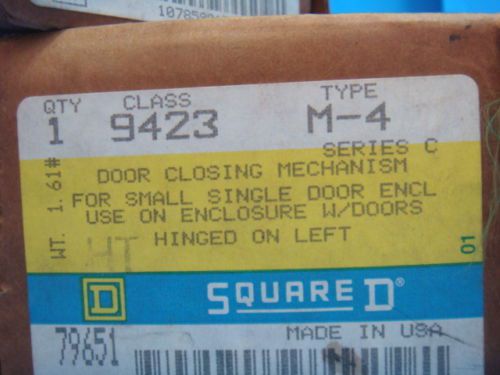 QTY CLASS TYPE
1 9423 M-4
SERIES C
DOOR CLOSING MECHANISM
FOR SMALL SINGLE DOOR ENCL
USE ON ENCLOSURE W/DOORS
HINGED ON LEFT
WT. 1.61#
HT
01
D SQUARE D®
79651 MADE IN USA